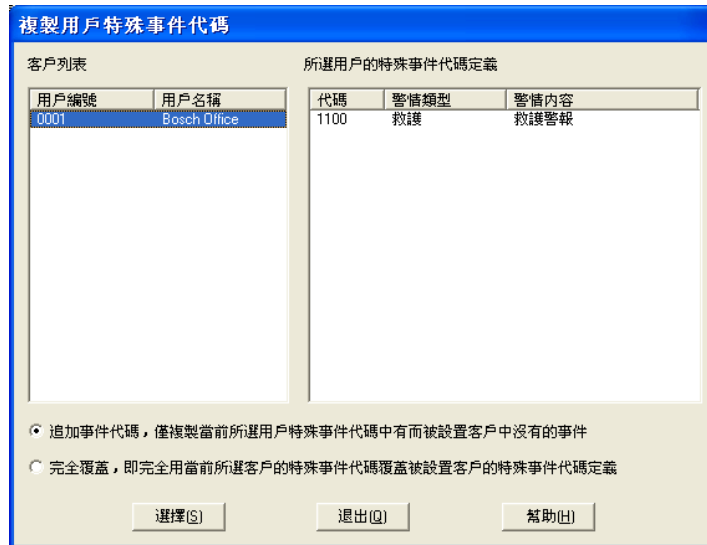 複製用戶特殊事件代碼
客戶列表 所選用戶的特殊事件代碼定義
用戶編號 用戶名稱 代碼 警情類型 警情内容
0001 Bosch Office 1100 救護 救護警報
追加事件代碼，僅複製當前所選用戶特殊事件代碼中有而被設置客戶中沒有的事件
完全覆蓋，即完全用當前所選客戶的特殊事件代碼覆蓋被設置客戶的特殊事件代碼定義
選擇(S) 退出(Q) 幫助(H)